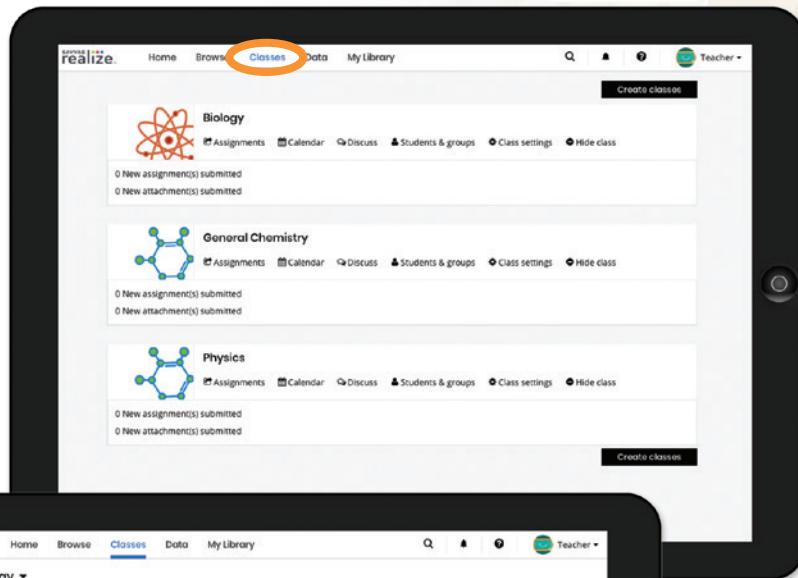 SAVVAS
realize. Home Browse Classes Data My Library Teacher
Create classes
Biology
Assignments Calendar Discuss Students & groups Class settings Hide class
0 New assignment(s) submitted
0 New attachment(s) submitted
General Chemistry
Assignments Calendar Discuss Students & groups Class settings Hide class
0 New assignment(s) submitted
0 New attachment(s) submitted
Physics
Assignments Calendar Discuss Students & groups Class settings Hide class
0 New assignment(s) submitted
0 New attachment(s) submitted
Create classes
Home Browse Classes Data My Library Teacher